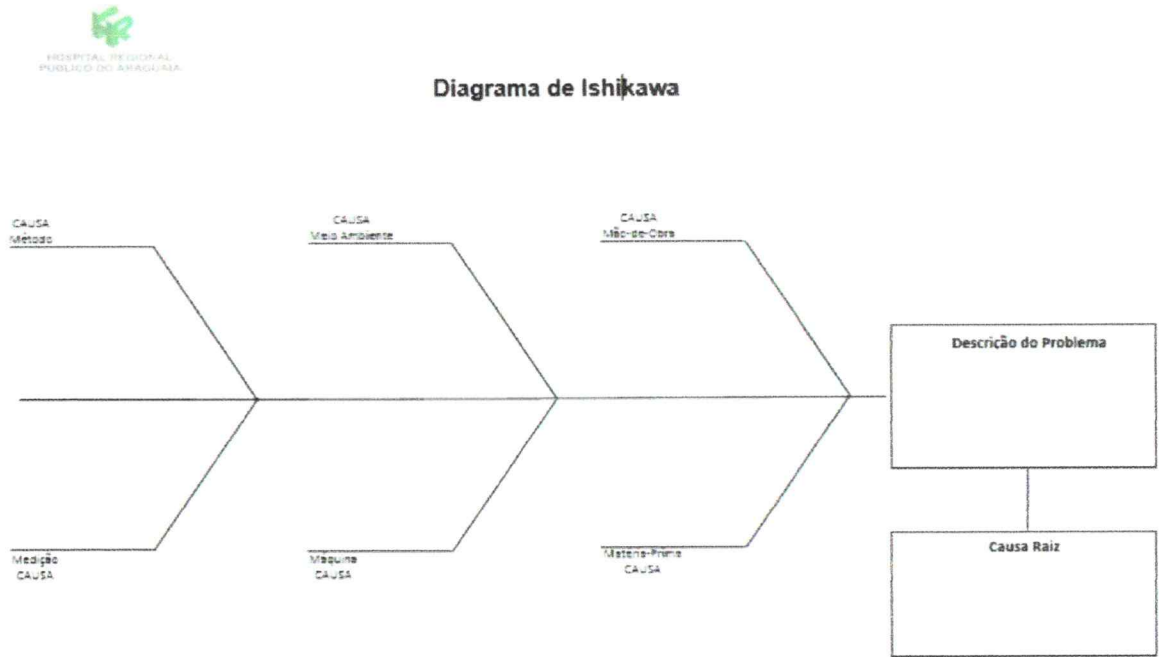 HOSPITAL REGIONAL
PÚBLICO DO ARAGUAIA
Diagrama de Ishikawa
CAUSA
Método
CAUSA
Meio Ambiente
CAUSA
Mão-de-Obra
Descrição do Problema
Medição
CAUSA
Máquina
CAUSA
Matéria-Prima
CAUSA
Causa Raiz